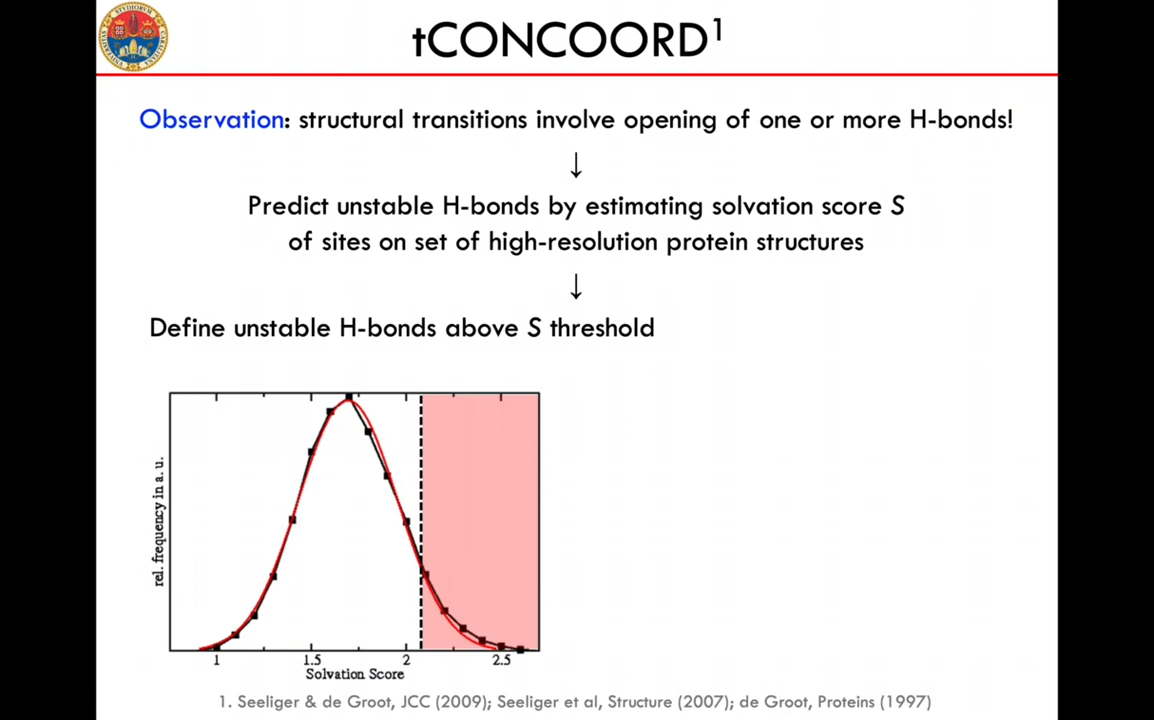 tCONCOORD¹
Observation: structural transitions involve opening of one or more H-bonds!
↓
Predict unstable H-bonds by estimating solvation score S
of sites on set of high-resolution protein structures
↓
Define unstable H-bonds above S threshold
rel. frequency in a. u.
1 1.5 2 2.5
Solvation Score
1. Seeliger & de Groot, JCC (2009); Seeliger et al, Structure (2007); de Groot, Proteins (1997)